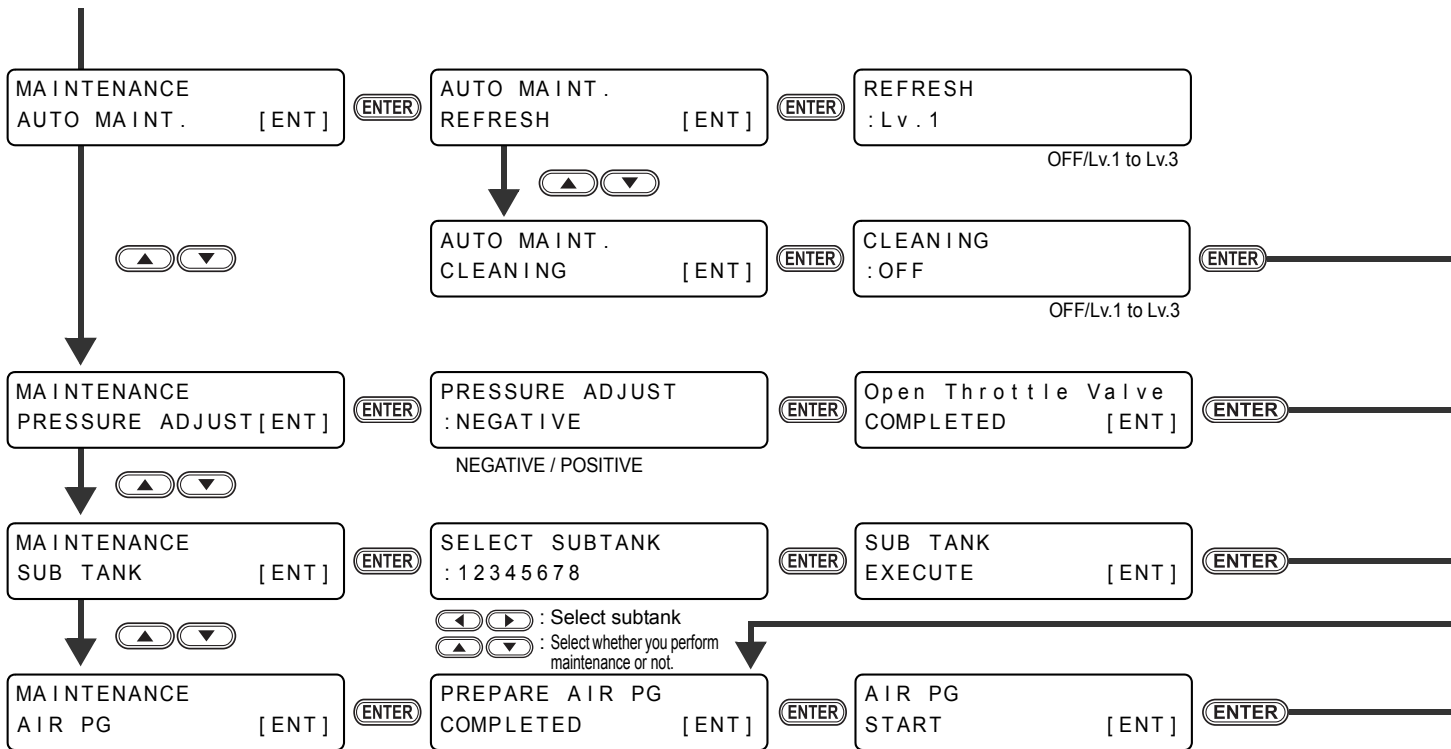 MAINTENANCE
AUTO MAINT. [ENT]
ENTER
AUTO MAINT.
REFRESH [ENT]
ENTER
REFRESH
:Lv.1
OFF/Lv.1 to Lv.3
AUTO MAINT.
CLEANING [ENT]
ENTER
CLEANING
:OFF
ENTER
OFF/Lv.1 to Lv.3
MAINTENANCE
PRESSURE ADJUST[ENT]
ENTER
PRESSURE ADJUST
:NEGATIVE
ENTER
Open Throttle Valve
COMPLETED [ENT]
ENTER
NEGATIVE / POSITIVE
MAINTENANCE
SUB TANK [ENT]
ENTER
SELECT SUBTANK
:12345678
ENTER
SUB TANK
EXECUTE [ENT]
ENTER
: Select subtank
: Select whether you perform
maintenance or not.
MAINTENANCE
AIR PG [ENT]
ENTER
PREPARE AIR PG
COMPLETED [ENT]
ENTER
AIR PG
START [ENT]
ENTER